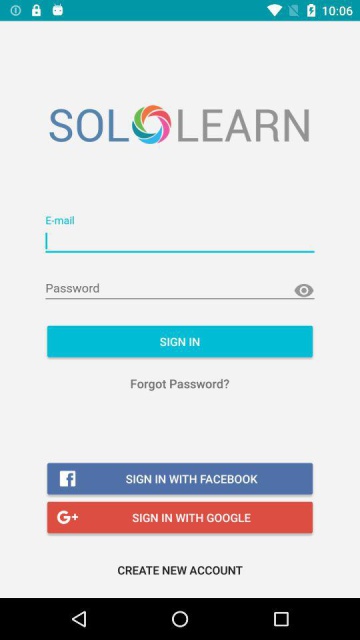 10:06
SOLOLEARN
E-mail
Password
SIGN IN
Forgot Password?
SIGN IN WITH FACEBOOK
G+ SIGN IN WITH GOOGLE
CREATE NEW ACCOUNT